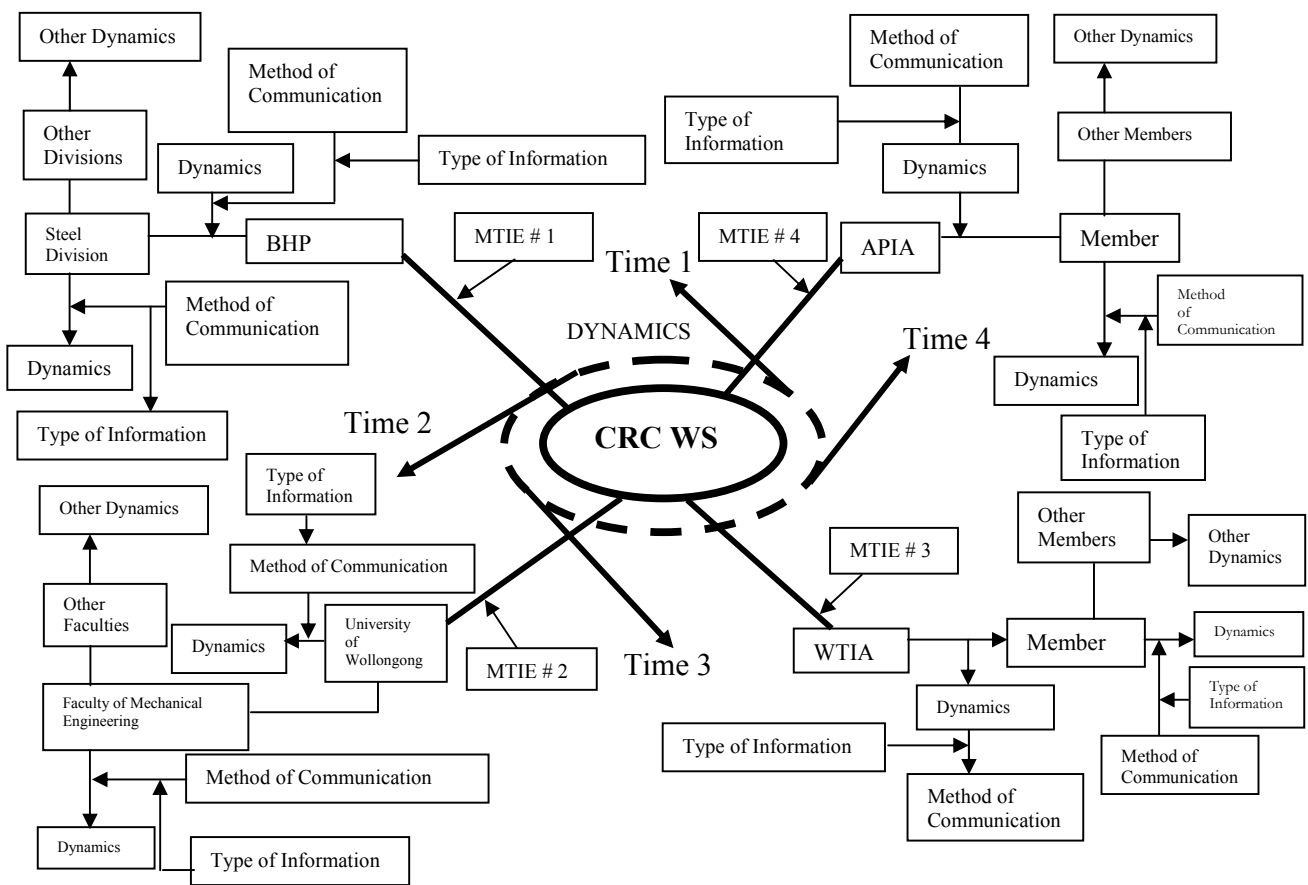 Other Dynamics
Method of
Communication
Other
Divisions
Dynamics
Type of Information
Steel
Division
BHP
MTIE # 1
Method of
Communication
Dynamics
Type of Information
Method of
Communication
Other Dynamics
Type of
Information
Other Members
Dynamics
MTIE # 4
APIA
Member
Method
of
Communication
Dynamics
Type of
Information
Time 1
DYNAMICS
Time 4
Time 2
CRC WS
Type of
Information
Other Dynamics
Method of Communication
Other
Faculties
Dynamics
University
of
Wollongong
MTIE # 2
Time 3
Faculty of Mechanical
Engineering
Method of Communication
Dynamics
Type of Information
Other
Members
Other
Dynamics
MTIE # 3
WTIA
Member
Dynamics
Dynamics
Type of
Information
Type of Information
Method of
Communication
Method of
Communication